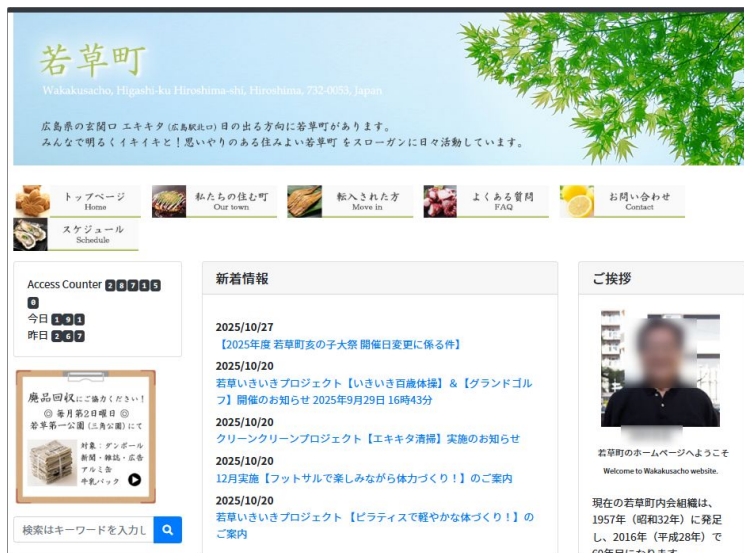 若草町
Wakakusacho, Higashi-ku Hiroshima-shi, Hiroshima, 732-0053, Japan
広島県の玄関口 エキキタ (広島駅北口) 日の出る方向に若草町があります。
みんなで明るくイキイキと！思いやりのある住みよい若草町 をスローガンに日々活動しています。
トップページ
Home
私たちの住む町
Our town
転入された方
Move in
よくある質問
FAQ
お問い合わせ
Contact
スケジュール
Schedule
Access Counter 28715
0
今日 191
昨日 267
廃品回収にご協力ください！
◎ 毎月第2日曜日 ◎
若草第一公園 (三角公園) にて
対象：ダンボール
新聞・雑誌・広告
アルミ缶
牛乳パック
検索はキーワードを入力し
新着情報
2025/10/27
【2025年度 若草町亥の子大祭 開催日変更に係る件】
2025/10/20
若草いきいきプロジェクト【いきいき百歳体操】＆【グランドゴル
フ】開催のお知らせ 2025年9月29日 16時43分
2025/10/20
クリーンクリーンプロジェクト【エキキタ清掃】実施のお知らせ
2025/10/20
12月実施【フットサルで楽しみながら体力づくり！】のご案内
2025/10/20
若草いきいきプロジェクト 【ピラティスで軽やかな体づくり！】の
ご案内
ご挨拶
若草町のホームページへようこそ
Welcome to Wakakusacho website.
現在の若草町内会組織は、
1957年（昭和32年）に発足
し、2016年（平成28年）で
60年目になります